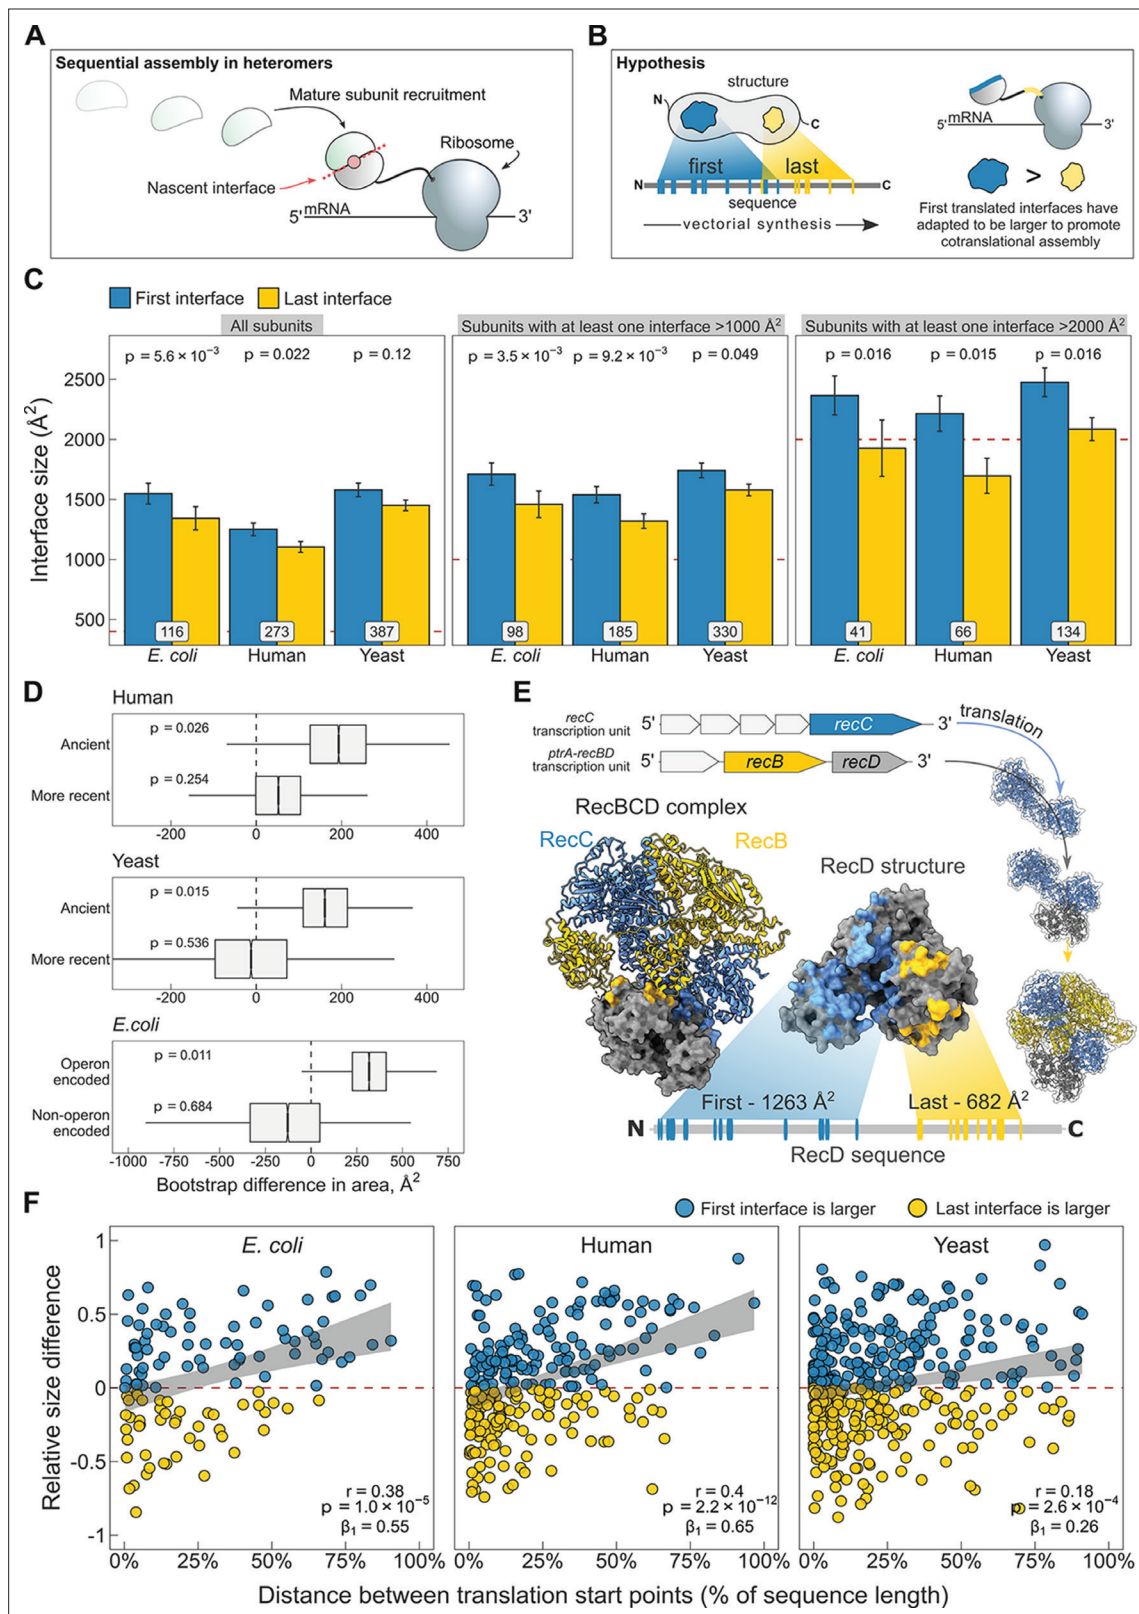 A
Sequential assembly in heteromers
Mature subunit recruitment
Ribosome
Nascent interface
5' mRNA 3'
B
Hypothesis
structure
N
C
first last
N C
sequence
vectorial synthesis
5' mRNA 3'
>
First translated interfaces have
adapted to be larger to promote
cotranslational assembly
C
First interface Last interface
All subunits
Subunits with at least one interface >1000 Å²
Subunits with at least one interface >2000 Å²
p = 5.6 × 10⁻³ p = 0.022 p = 0.12
p = 3.5 × 10⁻³ p = 9.2 × 10⁻³ p = 0.049
p = 0.016 p = 0.015 p = 0.016
Interface size (Å²)
2500
2000
1500
1000
500
116 273 387 98 185 330 41 66 134
E. coli Human Yeast E. coli Human Yeast E. coli Human Yeast
D
Human
Ancient
p = 0.026
More recent
p = 0.254
-200 0 200 400
Yeast
Ancient
p = 0.015
More recent
p = 0.536
-200 0 200 400
E.coli
Operon
encoded
p = 0.011
Non-operon
encoded
p = 0.684
-1000 -750 -500 -250 0 250 500 750
Bootstrap difference in area, Å²
E
recC
transcription unit
5' recC 3'
translation
ptrA-recBD
transcription unit
5' recB recD 3'
RecBCD complex
RecC RecB
RecD structure
First - 1263 Å² Last - 682 Å²
N C
RecD sequence
F
First interface is larger Last interface is larger
E. coli Human Yeast
Relative size difference
1
0.5
0
-0.5
-1
r = 0.38
p = 1.0 × 10⁻⁵
β₁ = 0.55
r = 0.4
p = 2.2 × 10⁻¹²
β₁ = 0.65
r = 0.18
p = 2.6 × 10⁻⁴
β₁ = 0.26
0% 25% 50% 75% 100% 0% 25% 50% 75% 100% 0% 25% 50% 75% 100%
Distance between translation start points (% of sequence length)